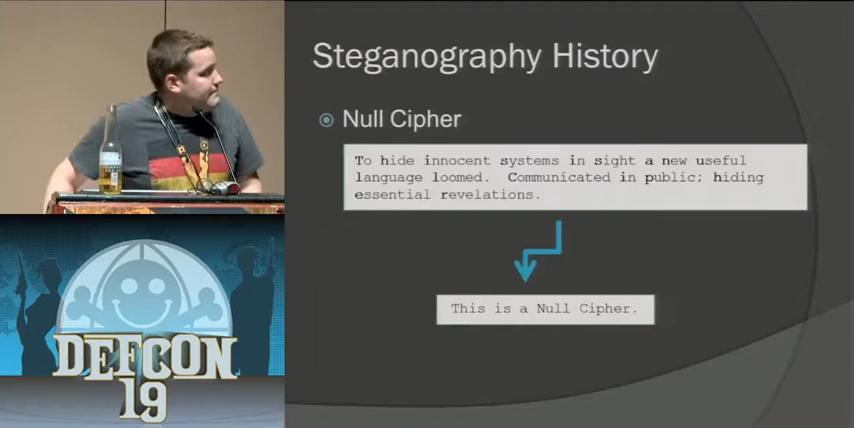 Steganography History
Null Cipher
To hide innocent systems in sight a new useful
language loomed. Communicated in public; hiding
essential revelations.
This is a Null Cipher.
DEFCON
19